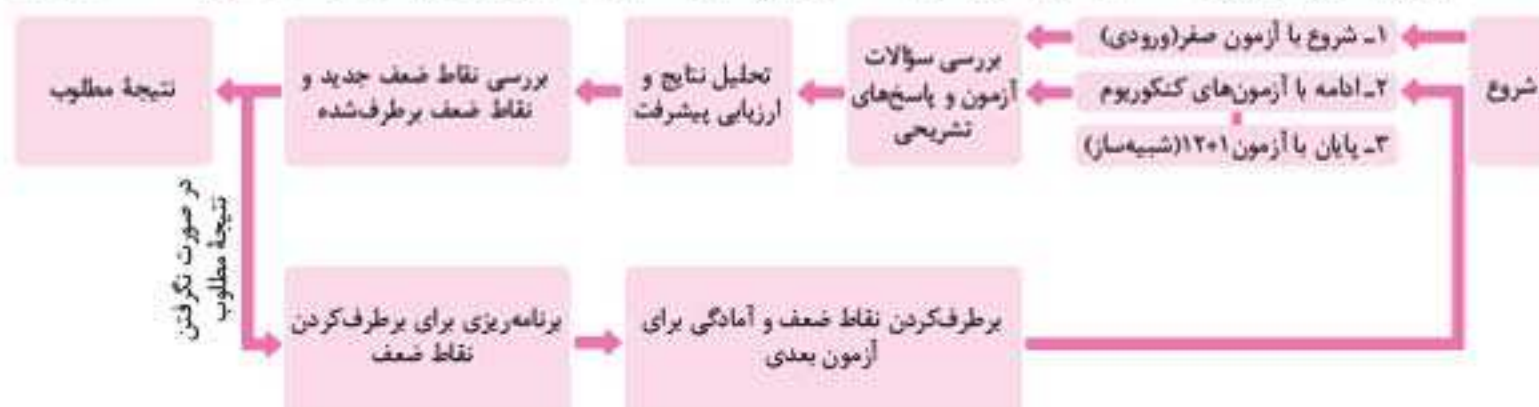 شروع
۱ـ شروع با آزمون صفر(ورودی)
۲ـ ادامه با آزمون‌های کنکوریوم
۳ـ پایان با آزمون ۱۲۰۱(شبیه‌ساز)
بررسی سؤالات
آزمون و پاسخ‌های
تشریحی
تحلیل نتایج و
ارزیابی پیشرفت
بررسی نقاط ضعف جدید و
نقاط ضعف برطرف‌شده
نتیجهٔ مطلوب
در صورت نگرفتن
نتیجهٔ مطلوب
برنامه‌ریزی برای برطرف‌کردن
نقاط ضعف
برطرف‌کردن نقاط ضعف و آمادگی برای
آزمون بعدی